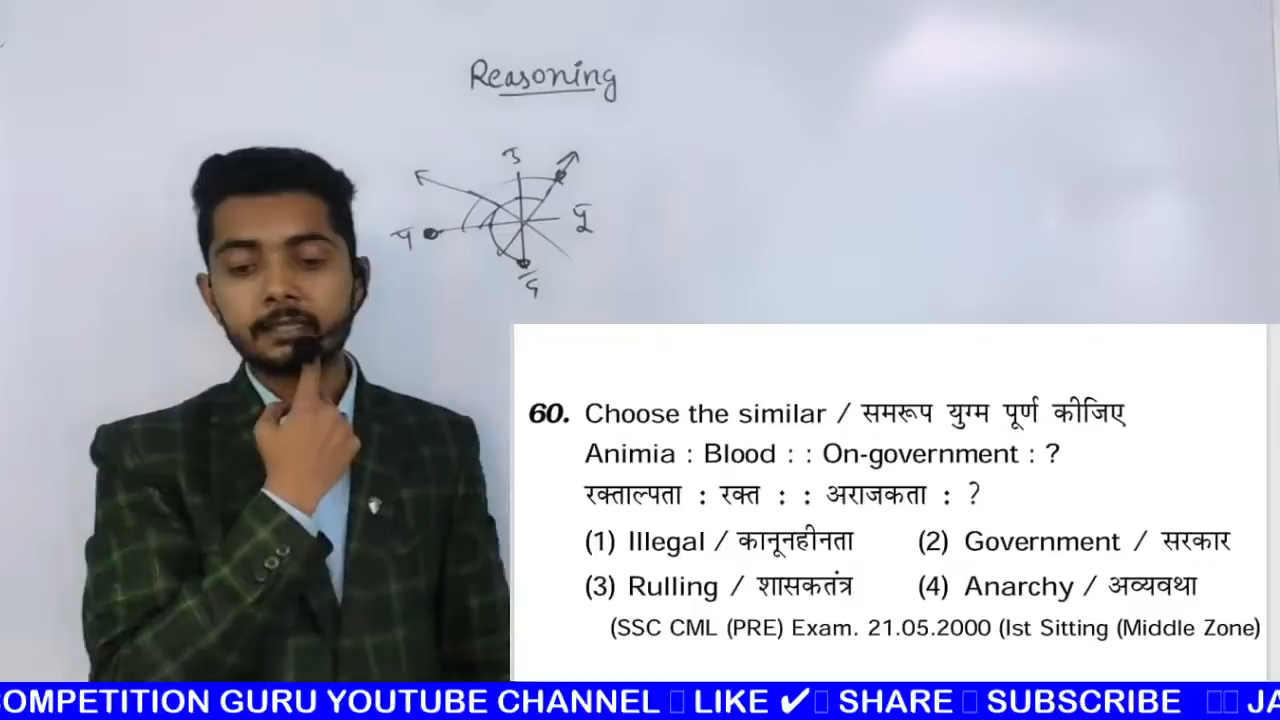 Reasoning
उ
प
पू
द
60. Choose the similar / समरूप युग्म पूर्ण कीजिए
Animia : Blood : : On-government : ?
रक्ताल्पता : रक्त : : अराजकता : ?
(1) Illegal / कानूनहीनता (2) Government / सरकार
(3) Rulling / शासकतंत्र (4) Anarchy / अव्यवथा
(SSC CML (PRE) Exam. 21.05.2000 (Ist Sitting (Middle Zone)
COMPETITION GURU YOUTUBE CHANNEL LIKE ✔ SHARE SUBSCRIBE JA